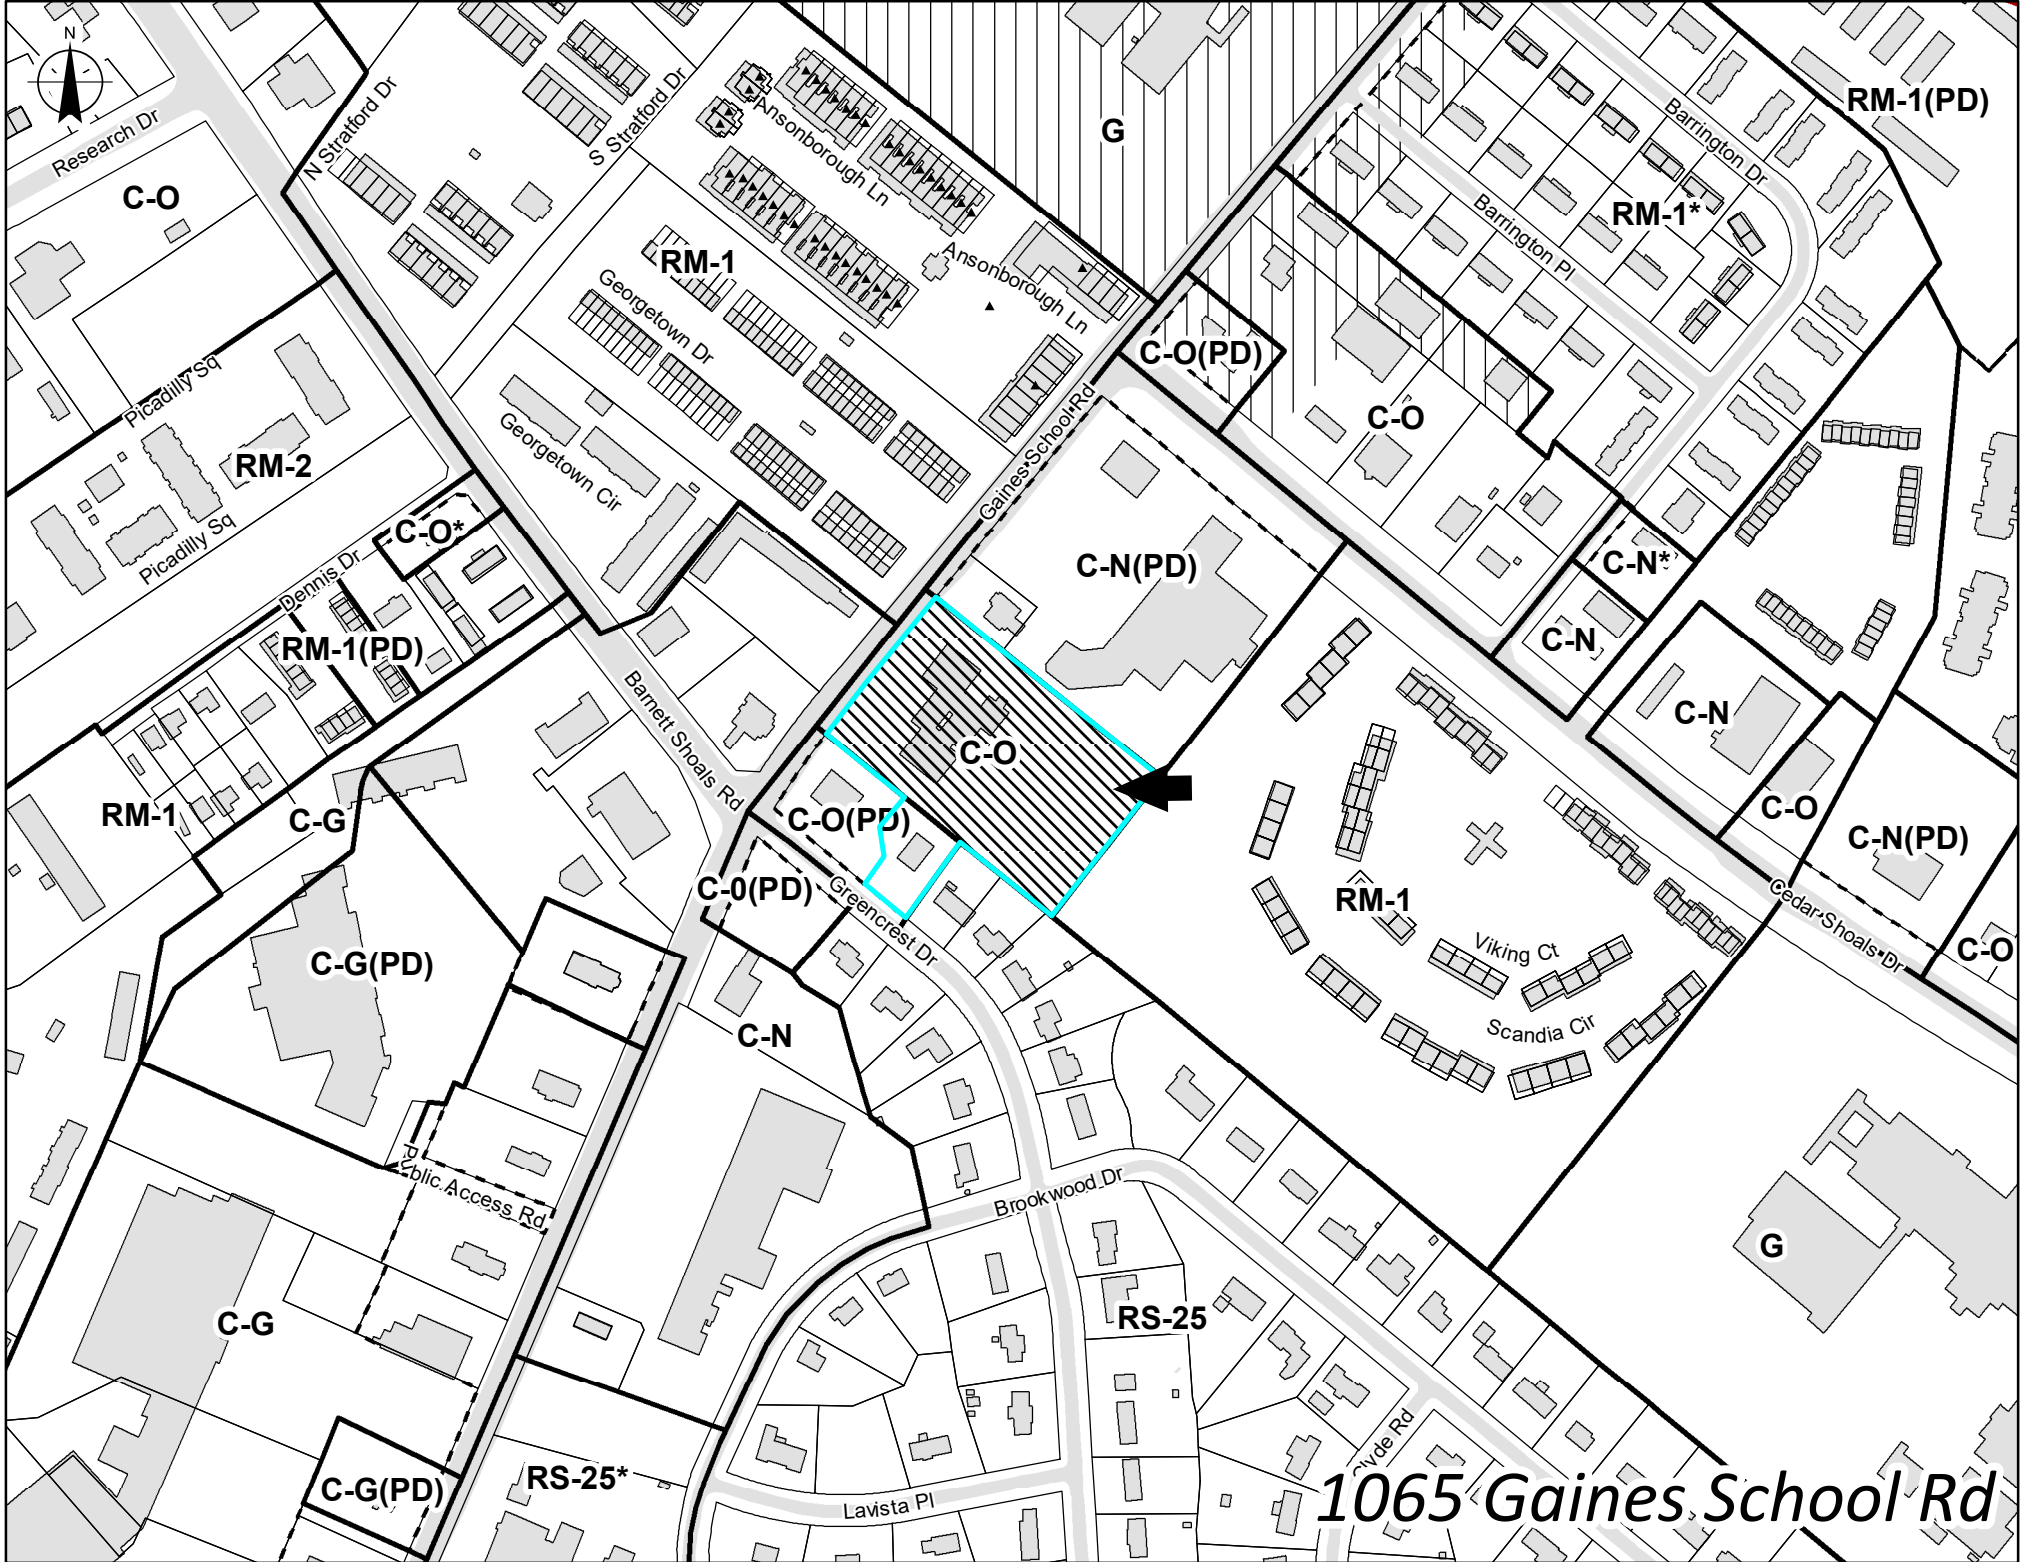 N
Research Dr
N Stratford Dr
S Stratford Dr
Ansonborough Ln
G
Barrington Dr
RM-1(PD)
C-O
RM-1*
Barrington Pl
RM-1
Ansonborough Ln
Georgetown Dr
C-O(PD)
Picadilly Sq
C-O
Gaines School Rd
RM-2
Georgetown Cir
C-O*
Picadilly Sq
Dennis Dr
C-N(PD)
C-N*
C-N
RM-1(PD)
Barnett Shoals Rd
C-N
C-O
RM-1
C-G
C-O(PD)
C-O
C-N(PD)
C-0(PD)
Greencrest Dr
RM-1
Cedar Shoals Dr
C-G(PD)
Viking Ct
C-O
Scandia Cir
C-N
Public Access Rd
Brookwood Dr
G
C-G
RS-25
Clyde Rd
C-G(PD)
RS-25*
Lavista Pl
1065 Gaines School Rd